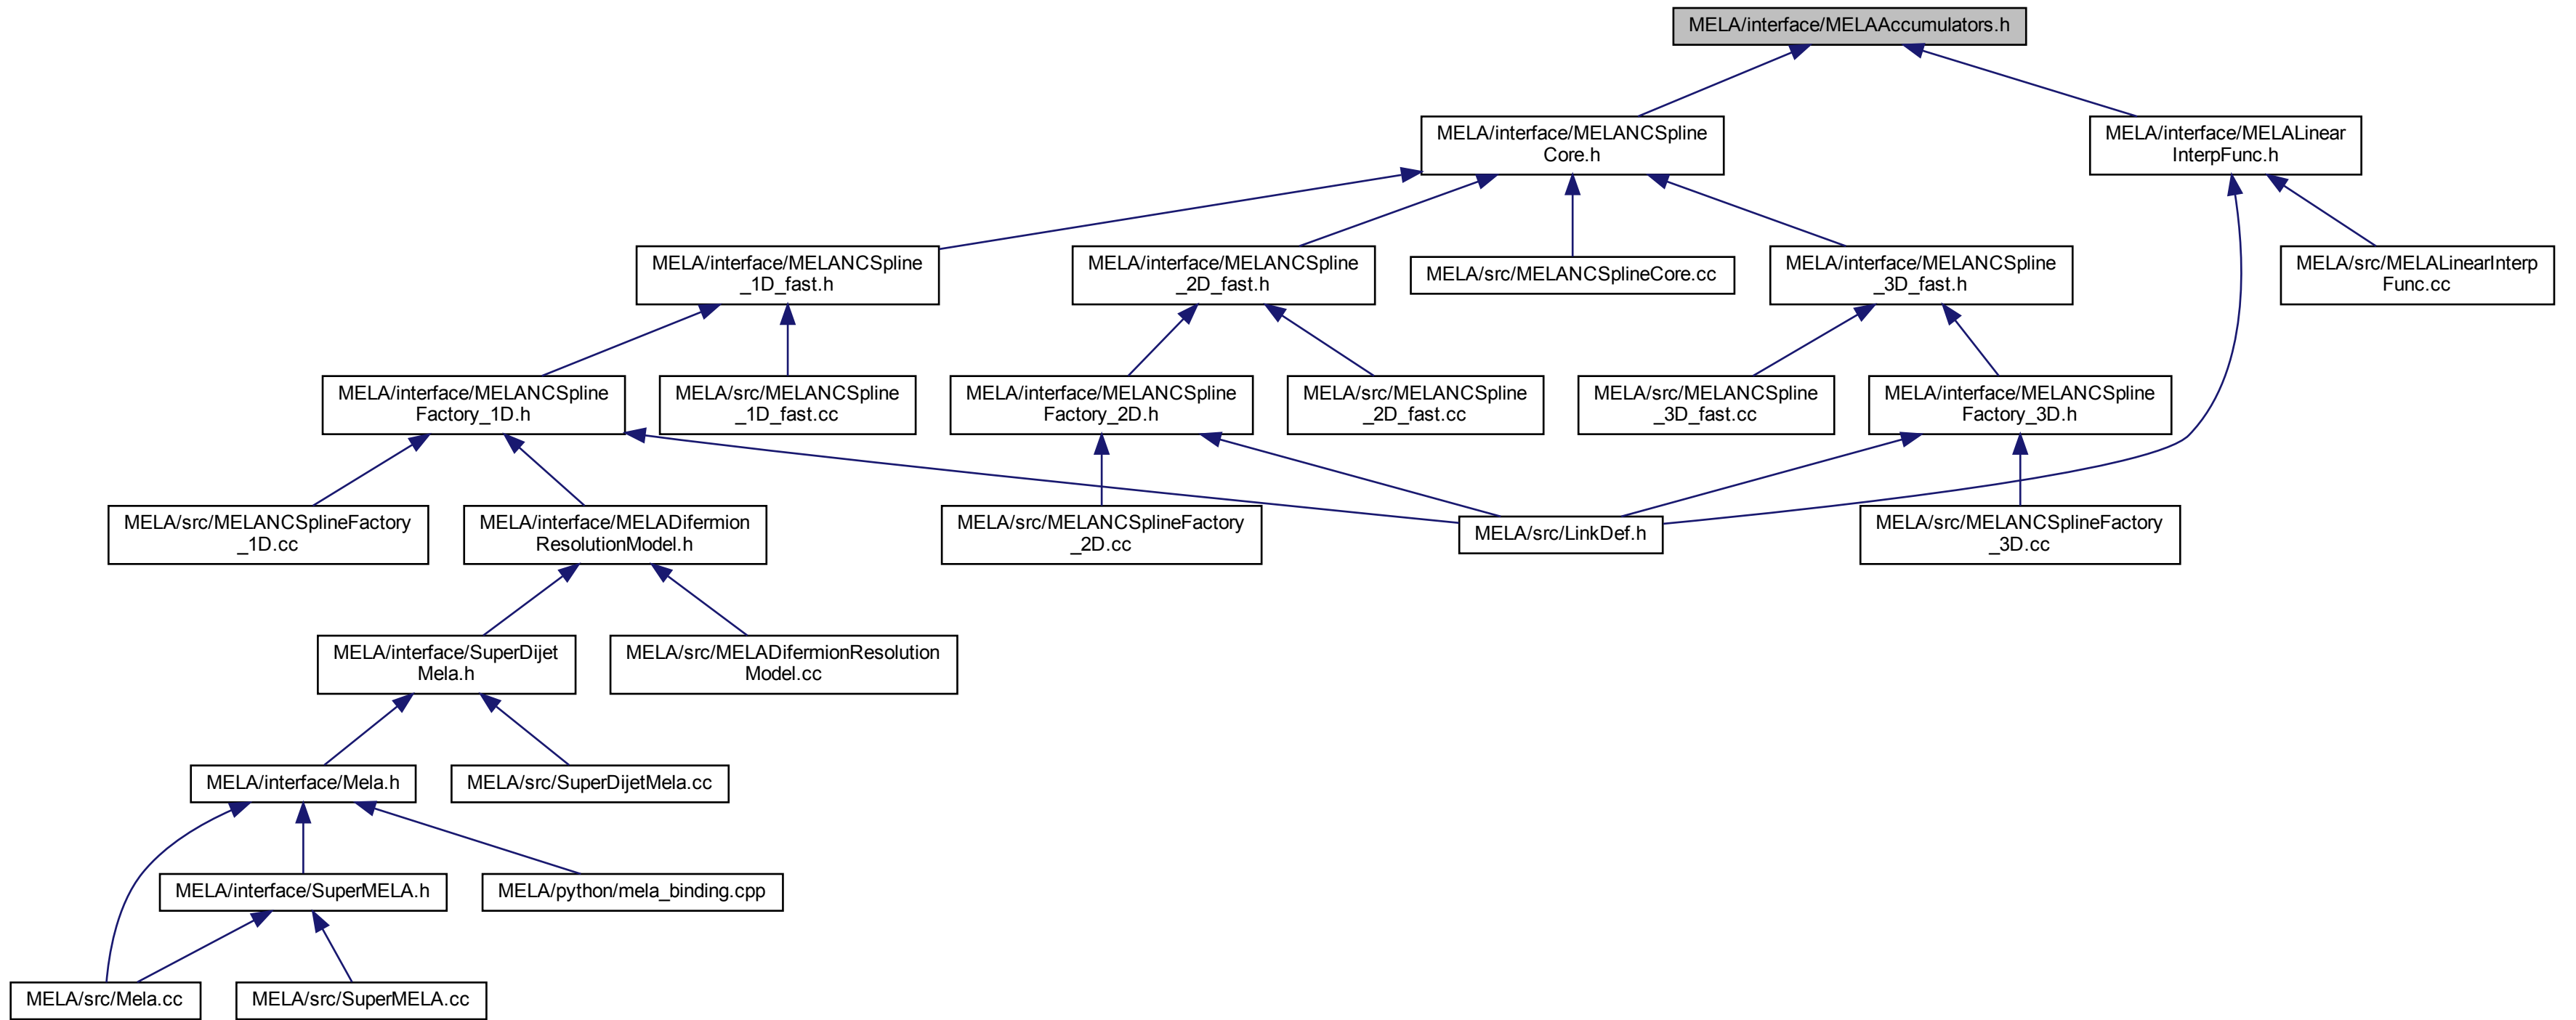 MELA/interface/MELAAccumulators.h
MELA/interface/MELANCSpline
Core.h
MELA/interface/MELALinear
InterpFunc.h
MELA/interface/MELANCSpline
_1D_fast.h
MELA/interface/MELANCSpline
_2D_fast.h
MELA/src/MELANCSplineCore.cc
MELA/interface/MELANCSpline
_3D_fast.h
MELA/src/MELALinearInterp
Func.cc
MELA/interface/MELANCSpline
Factory_1D.h
MELA/src/MELANCSpline
_1D_fast.cc
MELA/interface/MELANCSpline
Factory_2D.h
MELA/src/MELANCSpline
_2D_fast.cc
MELA/src/MELANCSpline
_3D_fast.cc
MELA/interface/MELANCSpline
Factory_3D.h
MELA/src/MELANCSplineFactory
_1D.cc
MELA/interface/MELADifermion
ResolutionModel.h
MELA/src/MELANCSplineFactory
_2D.cc
MELA/src/LinkDef.h
MELA/src/MELANCSplineFactory
_3D.cc
MELA/interface/SuperDijet
Mela.h
MELA/src/MELADifermionResolution
Model.cc
MELA/interface/Mela.h
MELA/src/SuperDijetMela.cc
MELA/interface/SuperMELA.h
MELA/python/mela_binding.cpp
MELA/src/Mela.cc
MELA/src/SuperMELA.cc